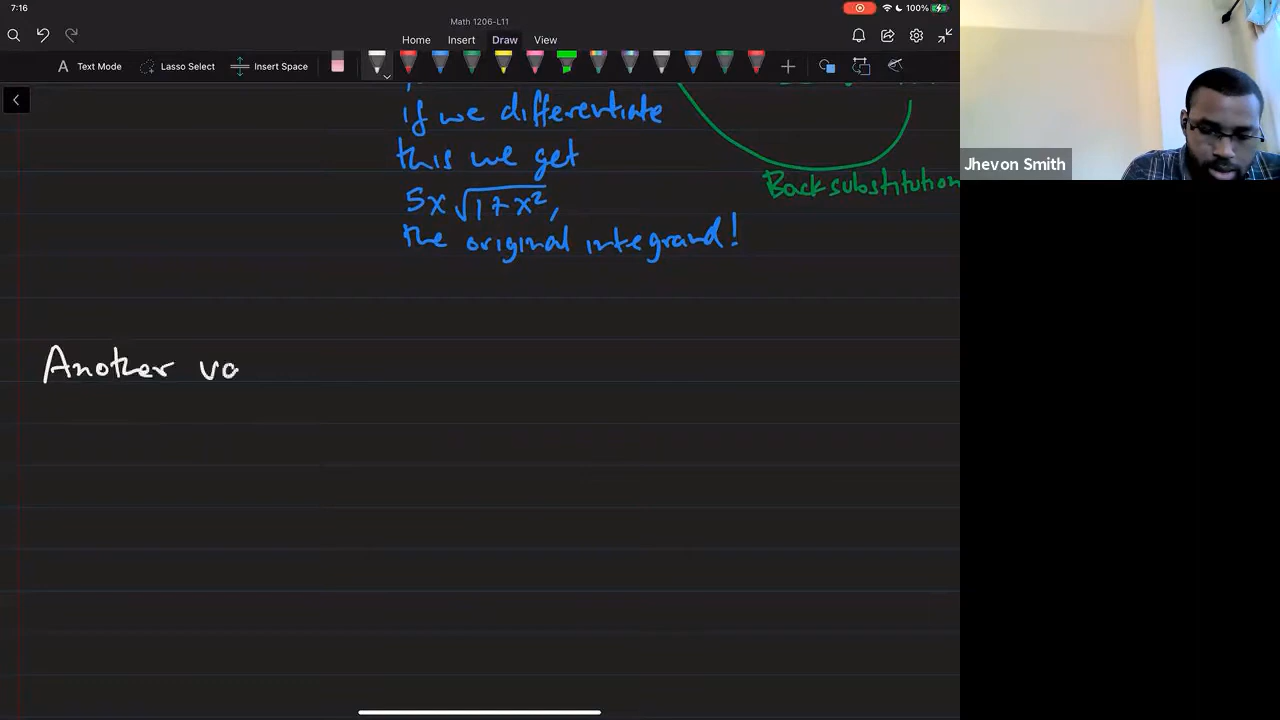 7:16
100%
Math 1206-L11
Home Insert Draw View
Text Mode Lasso Select Insert Space
if we differentiate
this we get
5x √(1+x²),
the original integrand!
Back substitution
Another va
Jhevon Smith